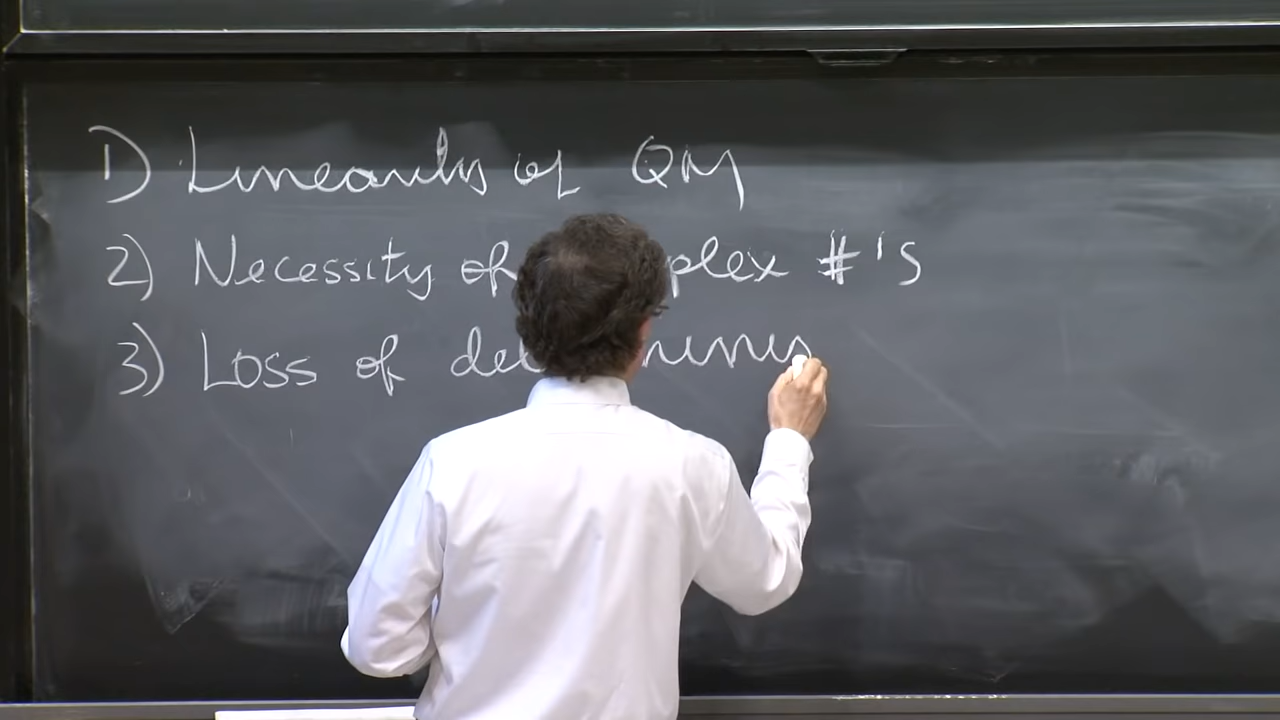 1) Linearity of QM
2) Necessity of plex #'s
3) Loss of